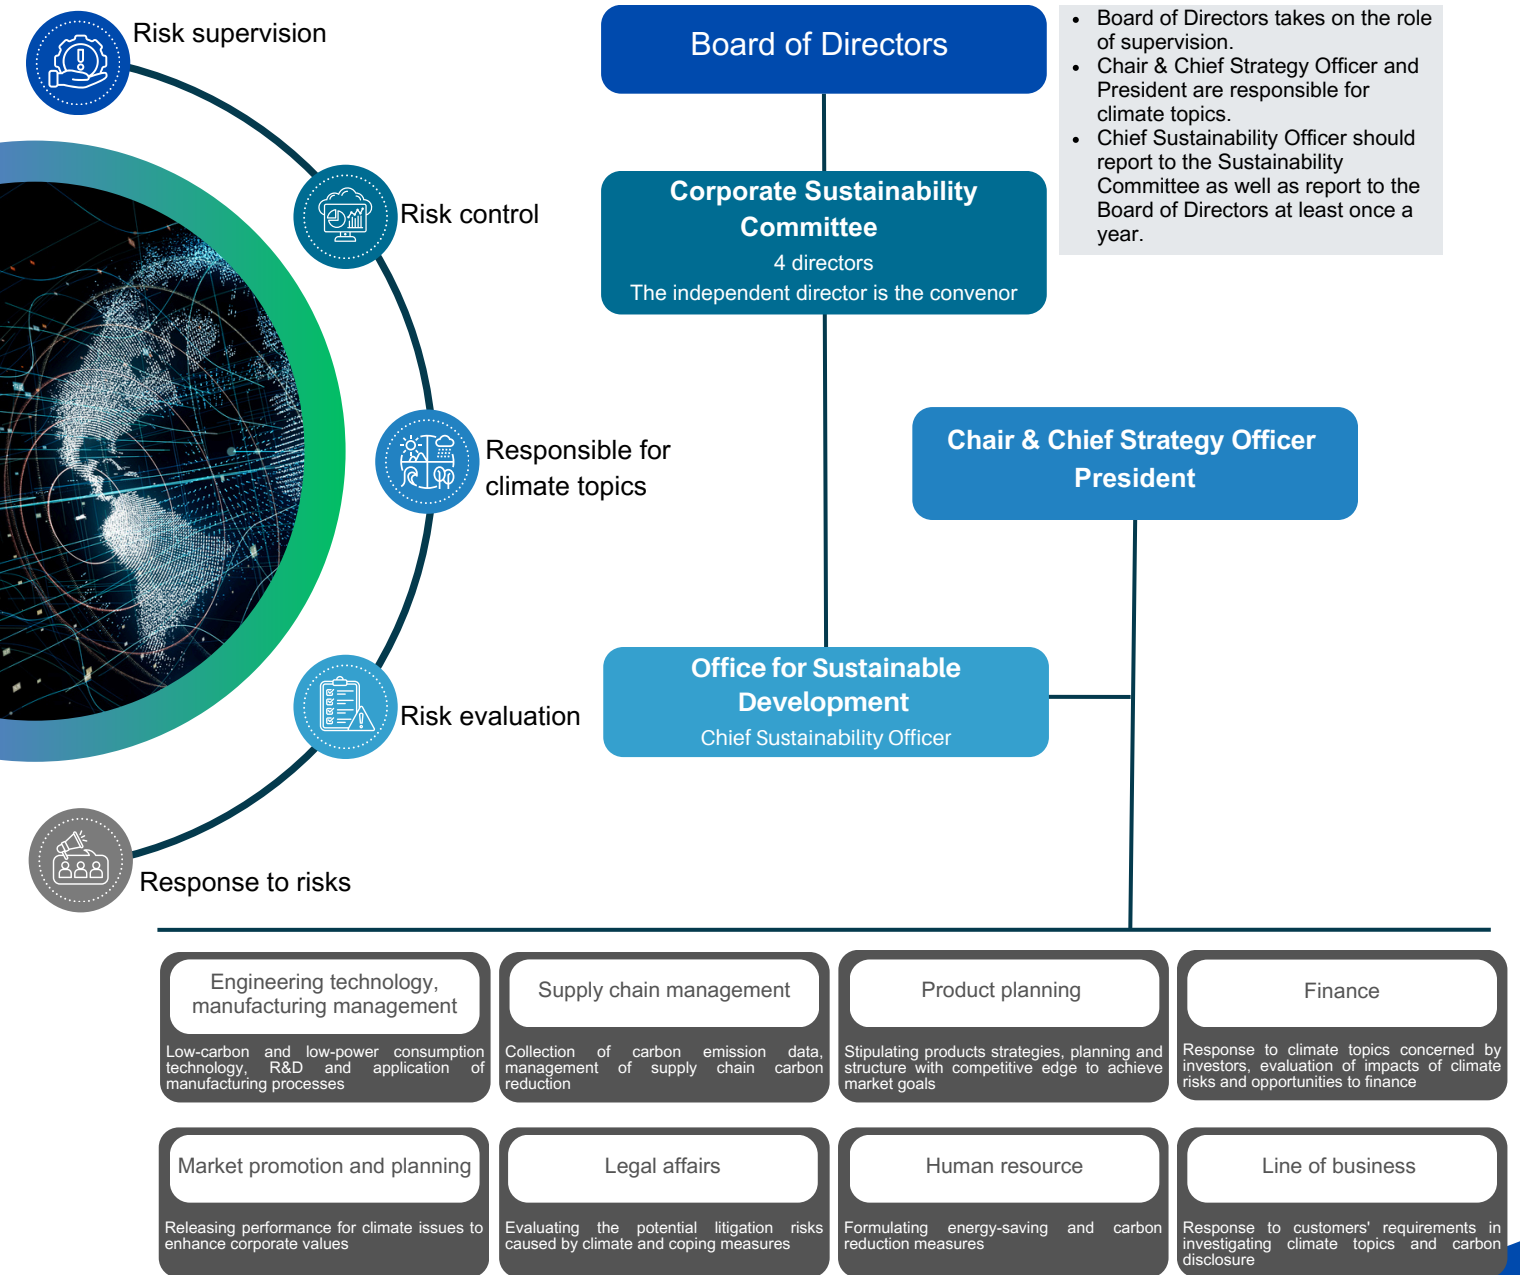 Risk supervision
Risk control
Responsible for
climate topics
Risk evaluation
Response to risks
Board of Directors
Corporate Sustainability
Committee
4 directors
The independent director is the convenor
• Board of Directors takes on the role
of supervision.
• Chair & Chief Strategy Officer and
President are responsible for
climate topics.
• Chief Sustainability Officer should
report to the Sustainability
Committee as well as report to the
Board of Directors at least once a
year.
Chair & Chief Strategy Officer
President
Office for Sustainable
Development
Chief Sustainability Officer
Engineering technology,
manufacturing management
Low-carbon and low-power consumption
technology, R&D and application of
manufacturing processes
Supply chain management
Collection of carbon emission data,
management of supply chain carbon
reduction
Product planning
Stipulating products strategies, planning and
structure with competitive edge to achieve
market goals
Finance
Response to climate topics concerned by
investors, evaluation of impacts of climate
risks and opportunities to finance
Market promotion and planning
Releasing performance for climate issues to
enhance corporate values
Legal affairs
Evaluating the potential litigation risks
caused by climate and coping measures
Human resource
Formulating energy-saving and carbon
reduction measures
Line of business
Response to customers' requirements in
investigating climate topics and carbon
disclosure